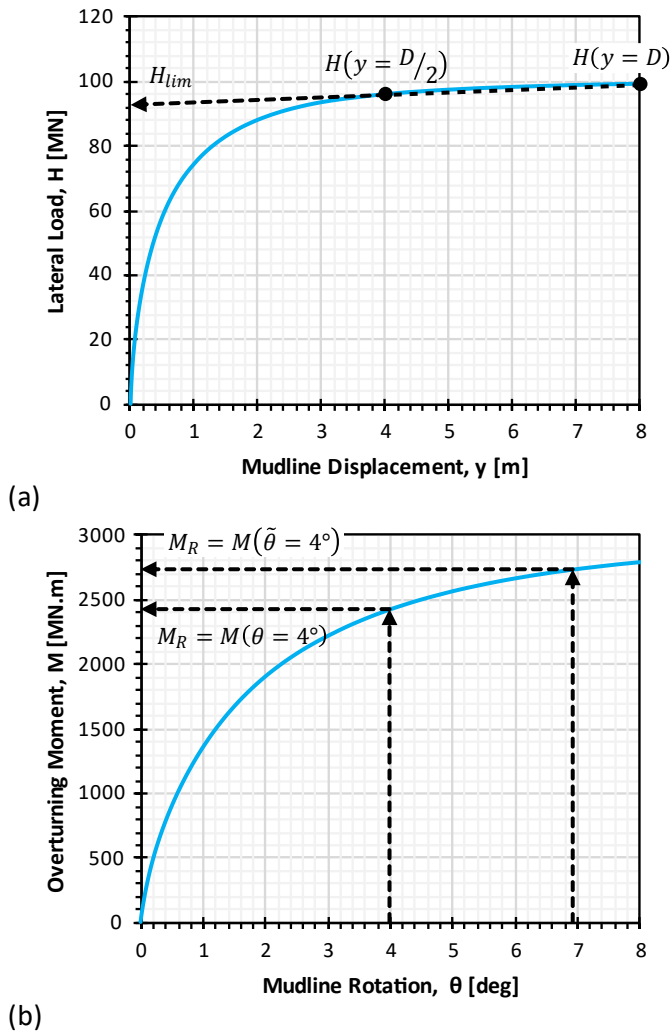 120
100
80
60
40
20
0
Lateral Load, H [MN]
H_lim
H(y = D/2)
H(y = D)
0 1 2 3 4 5 6 7 8
Mudline Displacement, y [m]
(a)
3000
2500
2000
1500
1000
500
0
Overturning Moment, M [MN.m]
M_R = M(θ̃ = 4°)
M_R = M(θ = 4°)
0 1 2 3 4 5 6 7 8
Mudline Rotation, θ [deg]
(b)